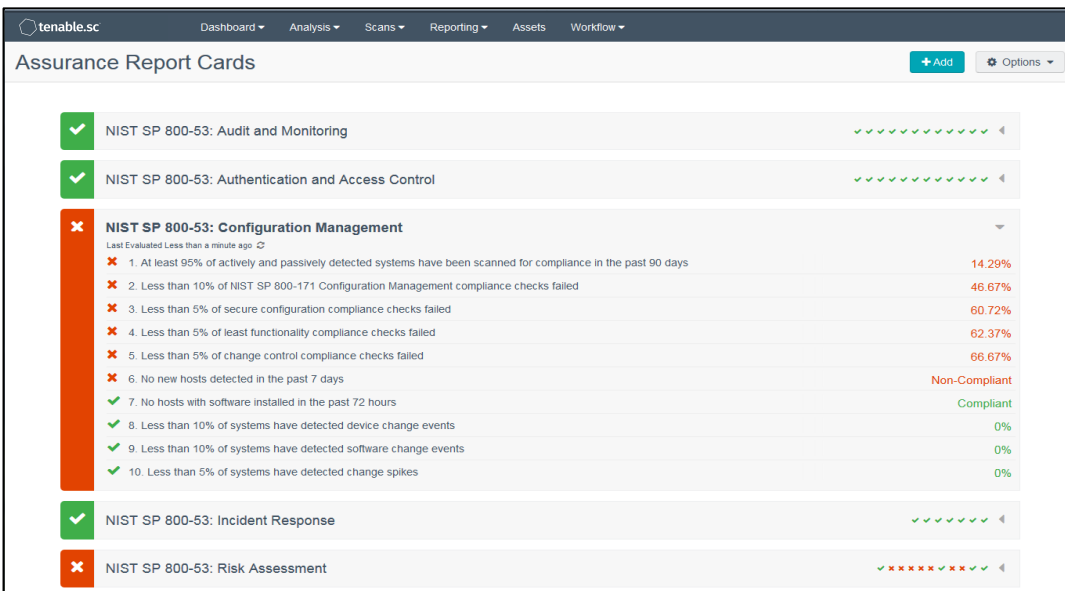 tenable.sc Dashboard Analysis Scans Reporting Assets Workflow
Assurance Report Cards Add Options
NIST SP 800-53: Audit and Monitoring
NIST SP 800-53: Authentication and Access Control
NIST SP 800-53: Configuration Management
Last Evaluated Less than a minute ago
1. At least 95% of actively and passively detected systems have been scanned for compliance in the past 90 days 14.29%
2. Less than 10% of NIST SP 800-171 Configuration Management compliance checks failed 46.67%
3. Less than 5% of secure configuration compliance checks failed 60.72%
4. Less than 5% of least functionality compliance checks failed 62.37%
5. Less than 5% of change control compliance checks failed 66.67%
6. No new hosts detected in the past 7 days Non-Compliant
7. No hosts with software installed in the past 72 hours Compliant
8. Less than 10% of systems have detected device change events 0%
9. Less than 10% of systems have detected software change events 0%
10. Less than 5% of systems have detected change spikes 0%
NIST SP 800-53: Incident Response
NIST SP 800-53: Risk Assessment